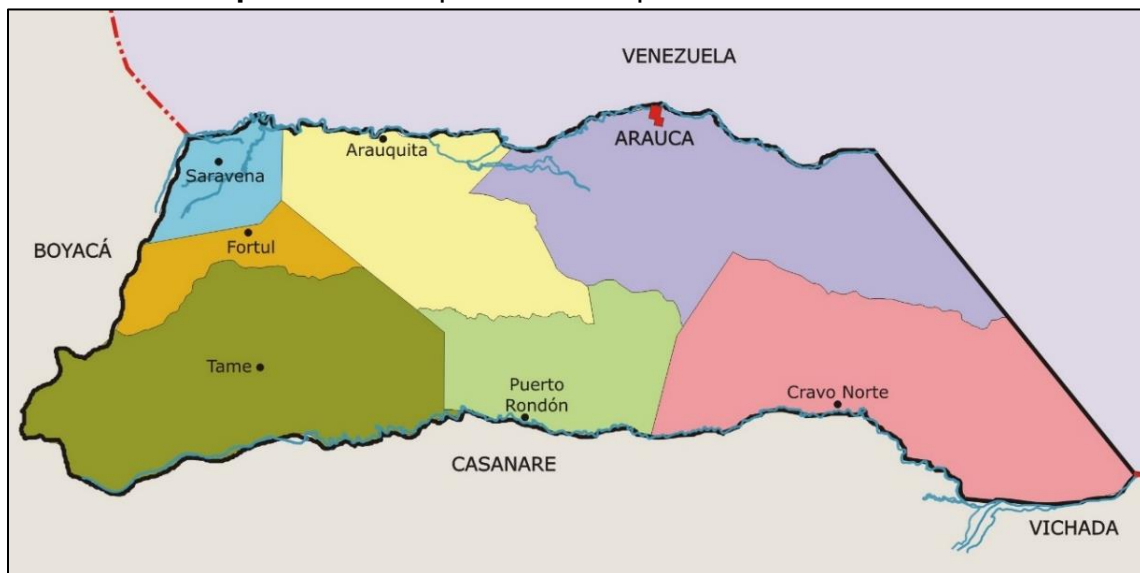 VENEZUELA
ARAUCA
Arauquita
Saravena
Fortul
BOYACÁ
Tame
Puerto
Rondón
Cravo Norte
CASANARE
VICHADA